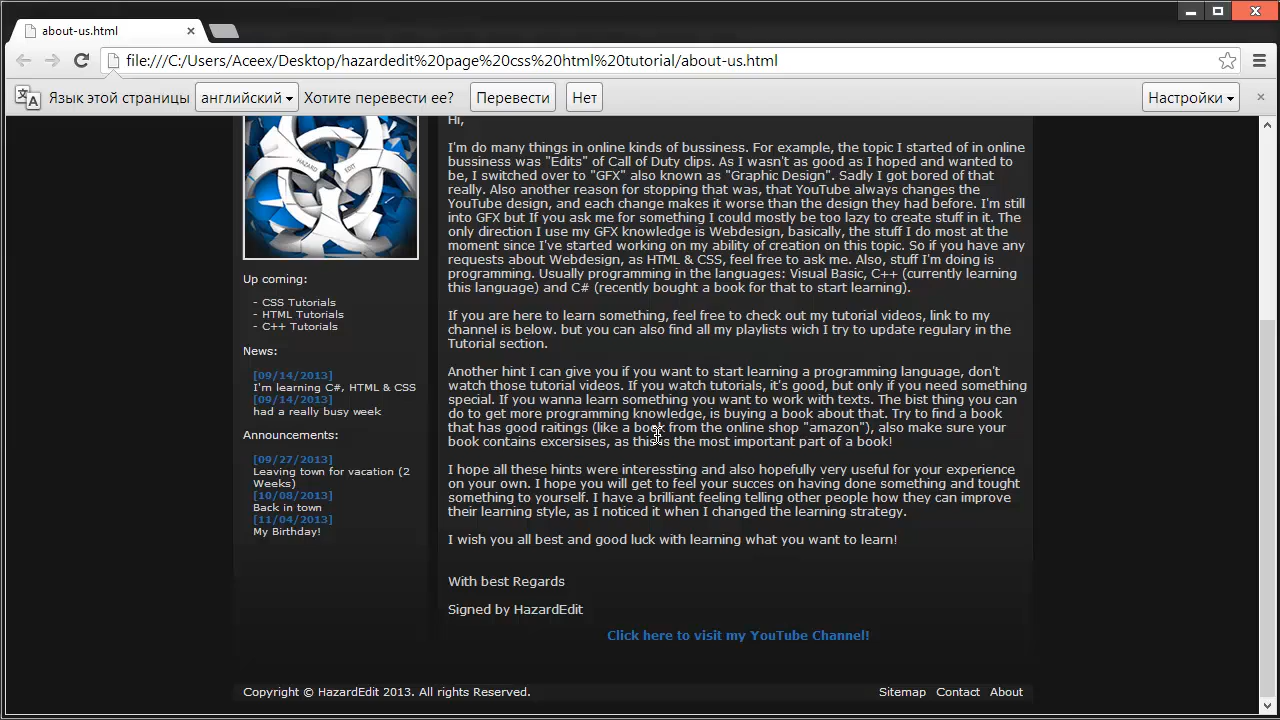 about-us.html
file:///C:/Users/Aceex/Desktop/hazardedit%20page%20css%20html%20tutorial/about-us.html
Язык этой страницы английский Хотите перевести ее? Перевести Нет Настройки
HAZARD EDIT
Up coming:
- CSS Tutorials
- HTML Tutorials
- C++ Tutorials
News:
[09/14/2013]
I'm learning C#, HTML & CSS
[09/14/2013]
had a really busy week
Announcements:
[09/27/2013]
Leaving town for vacation (2
Weeks)
[10/08/2013]
Back in town
[11/04/2013]
My Birthday!
Hi,
I'm do many things in online kinds of bussiness. For example, the topic I started of in online
bussiness was "Edits" of Call of Duty clips. As I wasn't as good as I hoped and wanted to
be, I switched over to "GFX" also known as "Graphic Design". Sadly I got bored of that
really. Also another reason for stopping that was, that YouTube always changes the
YouTube design, and each change makes it worse than the design they had before. I'm still
into GFX but If you ask me for something I could mostly be too lazy to create stuff in it. The
only direction I use my GFX knowledge is Webdesign, basically, the stuff I do most at the
moment since I've started working on my ability of creation on this topic. So if you have any
requests about Webdesign, as HTML & CSS, feel free to ask me. Also, stuff I'm doing is
programming. Usually programming in the languages: Visual Basic, C++ (currently learning
this language) and C# (recently bought a book for that to start learning).
If you are here to learn something, feel free to check out my tutorial videos, link to my
channel is below. but you can also find all my playlists wich I try to update regulary in the
Tutorial section.
Another hint I can give you if you want to start learning a programming language, don't
watch those tutorial videos. If you watch tutorials, it's good, but only if you need something
special. If you wanna learn something you want to work with texts. The bist thing you can
do to get more programming knowledge, is buying a book about that. Try to find a book
that has good raitings (like a book from the online shop "amazon"), also make sure your
book contains excersises, as this is the most important part of a book!
I hope all these hints were interessting and also hopefully very useful for your experience
on your own. I hope you will get to feel your succes on having done something and tought
something to yourself. I have a brilliant feeling telling other people how they can improve
their learning style, as I noticed it when I changed the learning strategy.
I wish you all best and good luck with learning what you want to learn!
With best Regards
Signed by HazardEdit
Click here to visit my YouTube Channel!
Copyright © HazardEdit 2013. All rights Reserved. Sitemap Contact About